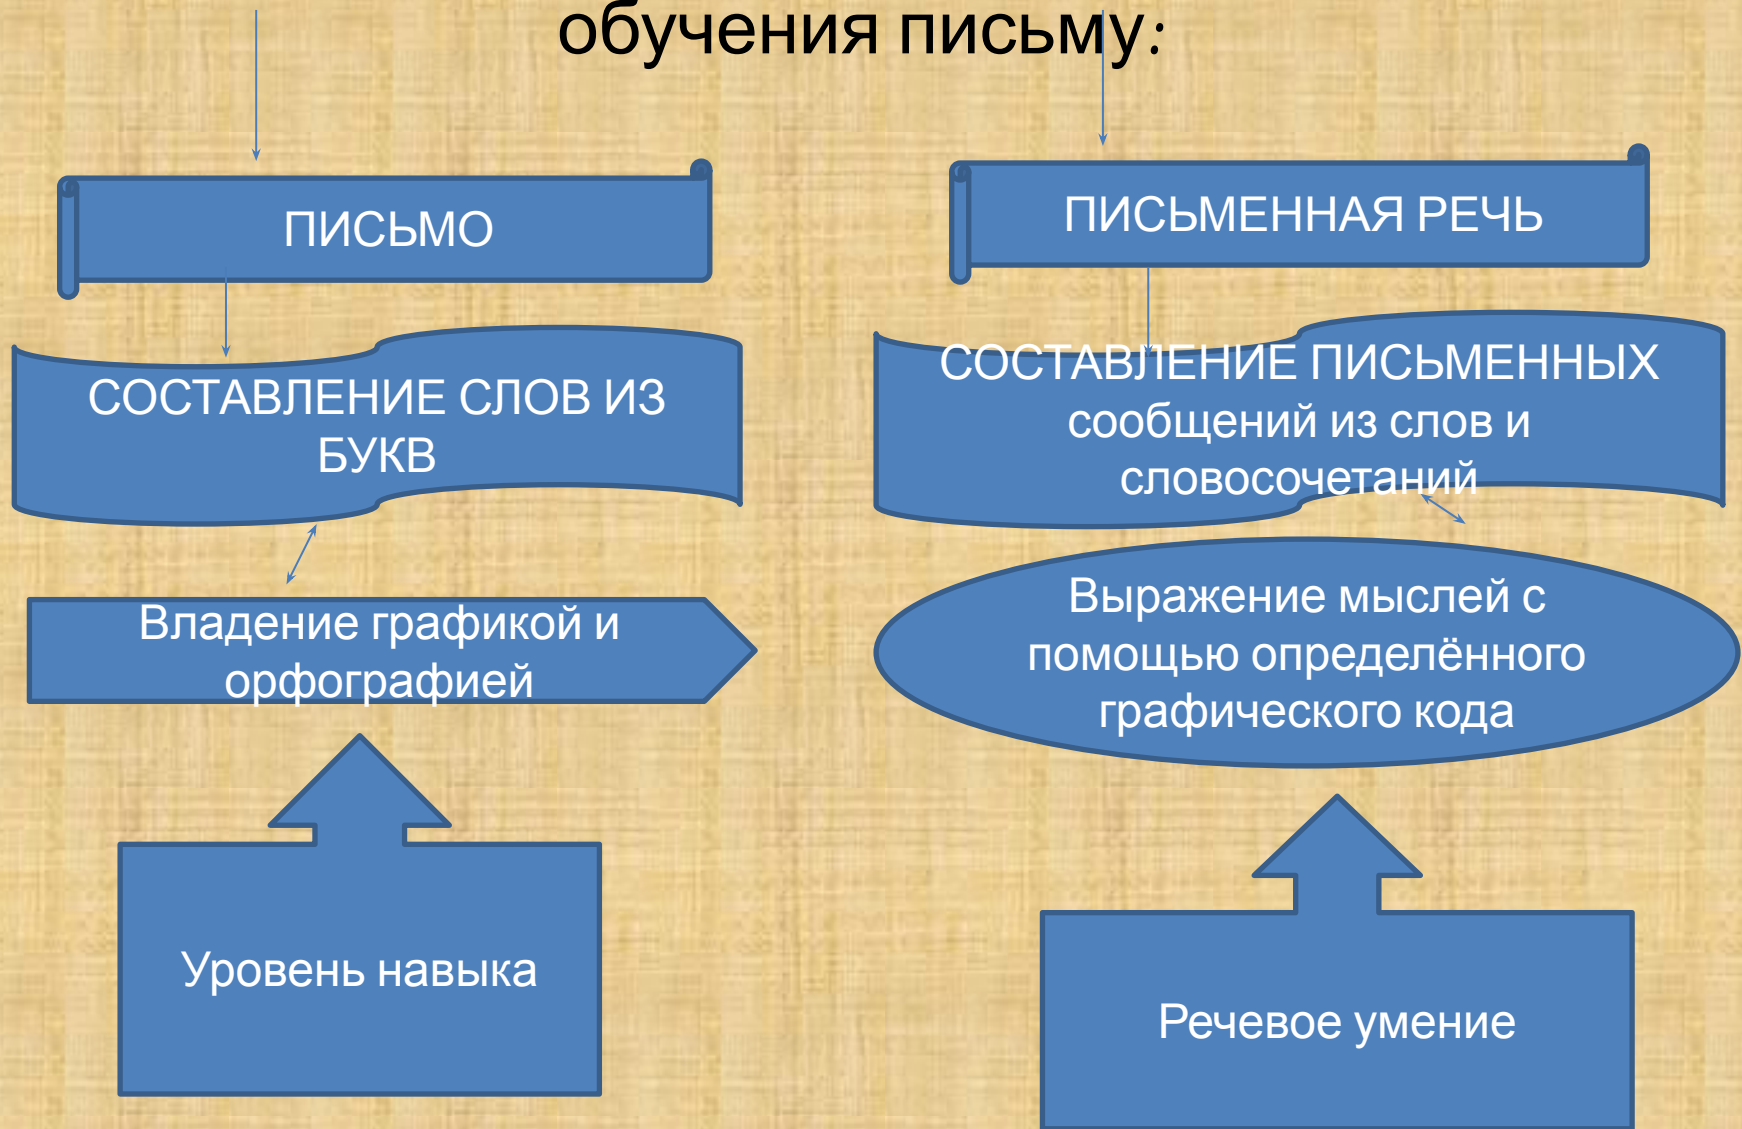 обучения письму:
ПИСЬМО
СОСТАВЛЕНИЕ СЛОВ ИЗ
БУКВ
Владение графикой и
орфографией
Уровень навыка
ПИСЬМЕННАЯ РЕЧЬ
СОСТАВЛЕНИЕ ПИСЬМЕННЫХ
сообщений из слов и
словосочетаний
Выражение мыслей с
помощью определённого
графического кода
Речевое умение